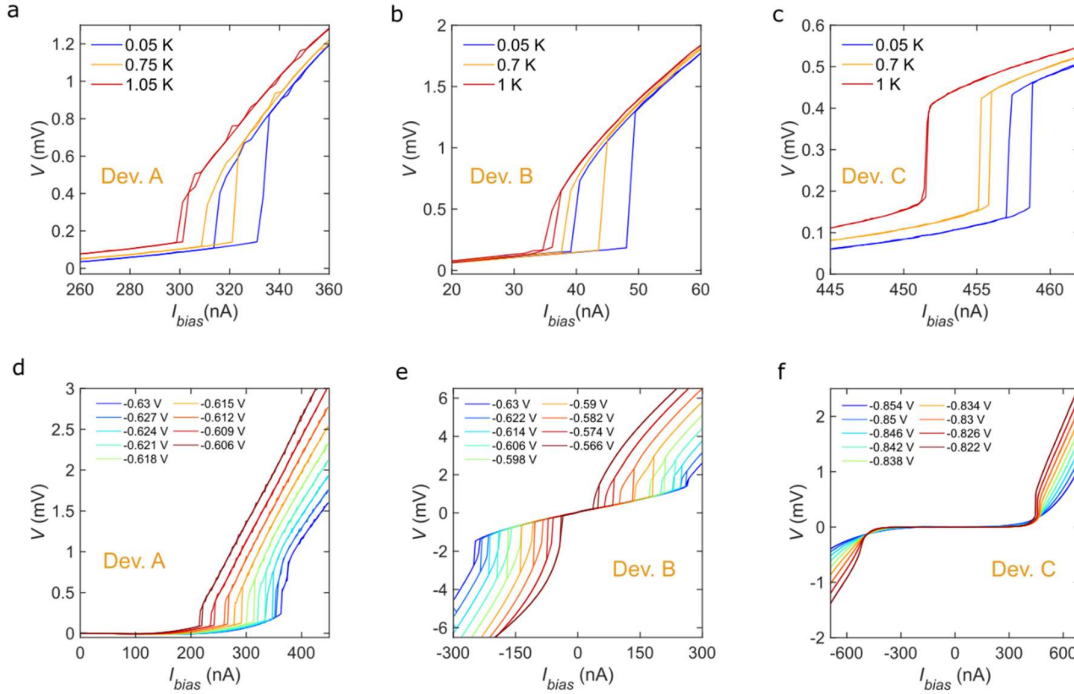 a
1.2
1
0.8
0.6
0.4
0.2
0
V (mV)
0.05 K
0.75 K
1.05 K
Dev. A
260
280
300
320
340
360
I_bias(nA)
b
2
1.5
1
0.5
0
V (mV)
0.05 K
0.7 K
1 K
Dev. B
20
30
40
50
60
I_bias(nA)
c
0.6
0.5
0.4
0.3
0.2
0.1
0
V (mV)
0.05 K
0.7 K
1 K
Dev. C
445
450
455
460
I_bias(nA)
d
3
2.5
2
1.5
1
0.5
0
V (mV)
-0.63 V
-0.627 V
-0.624 V
-0.621 V
-0.618 V
-0.615 V
-0.612 V
-0.609 V
-0.606 V
Dev. A
0
100
200
300
400
I_bias (nA)
e
6
4
2
0
-2
-4
-6
V (mV)
-0.63 V
-0.622 V
-0.614 V
-0.606 V
-0.598 V
-0.59 V
-0.582 V
-0.574 V
-0.566 V
Dev. B
-300
-150
0
150
300
I_bias (nA)
f
2
1
0
-1
-2
V (mV)
-0.854 V
-0.85 V
-0.846 V
-0.842 V
-0.838 V
-0.834 V
-0.83 V
-0.826 V
-0.822 V
Dev. C
-600
-300
0
300
600
I_bias (nA)